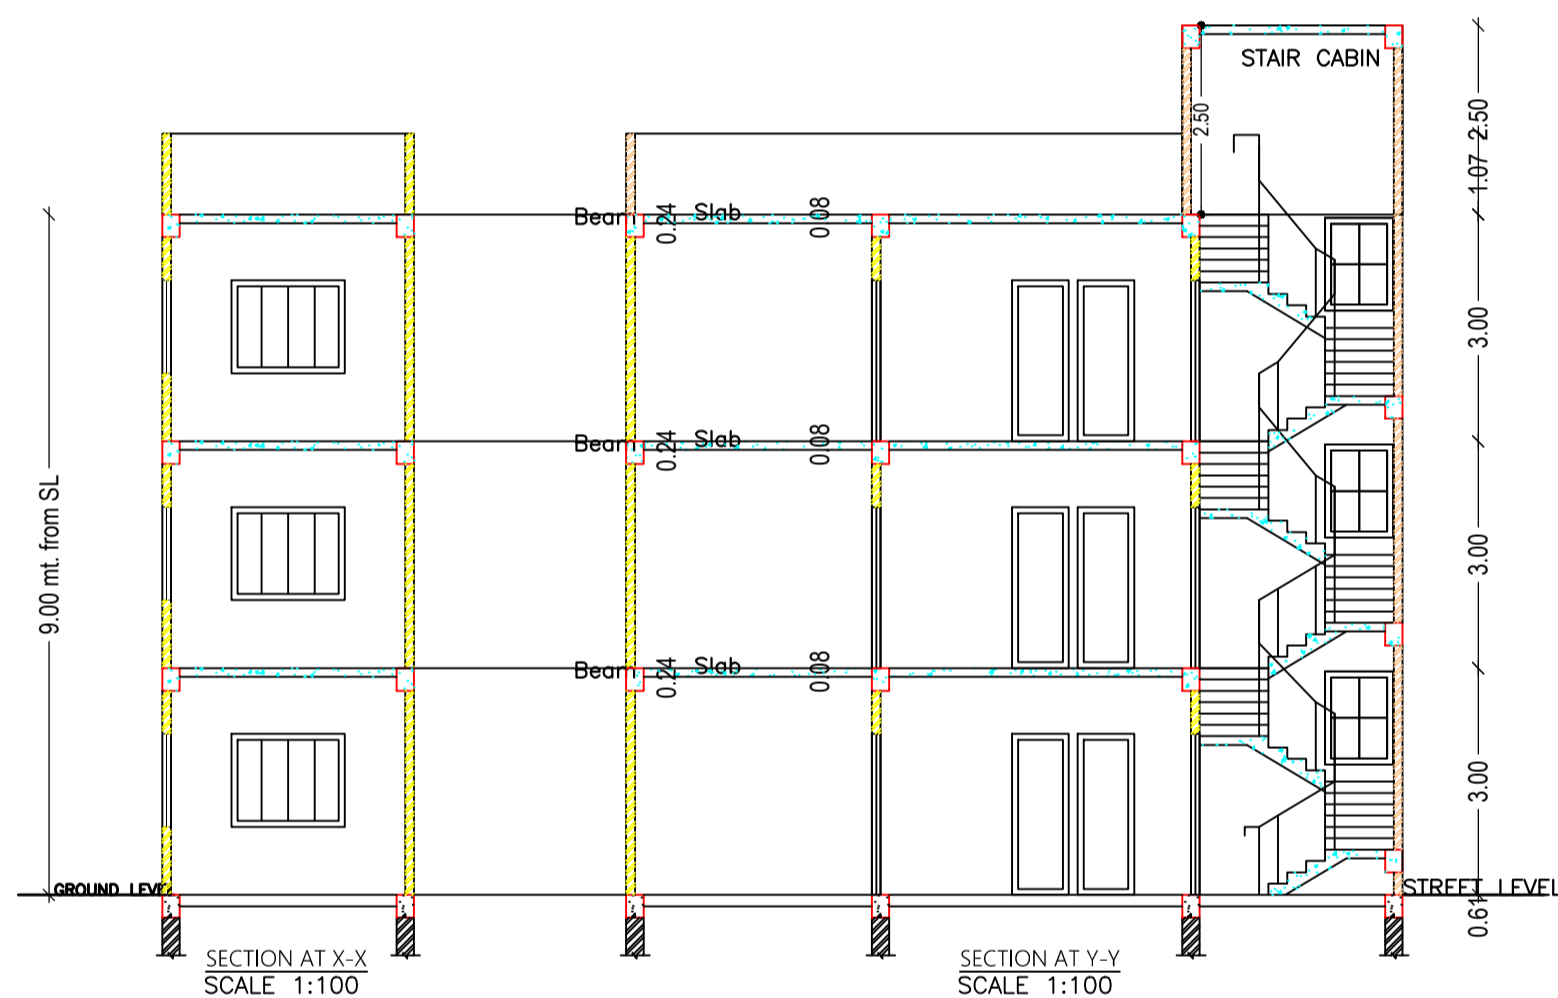 STAIR CABIN
2.50
2.50
1.07
Beam 0.24 Slab 0.08
3.00
9.00 mt. from SL
Beam 0.24 Slab 0.08
3.00
Beam 0.24 Slab 0.08
3.00
GROUND LEVE
STREET LEVEL
0.61
SECTION AT X-X
SCALE 1:100
SECTION AT Y-Y
SCALE 1:100